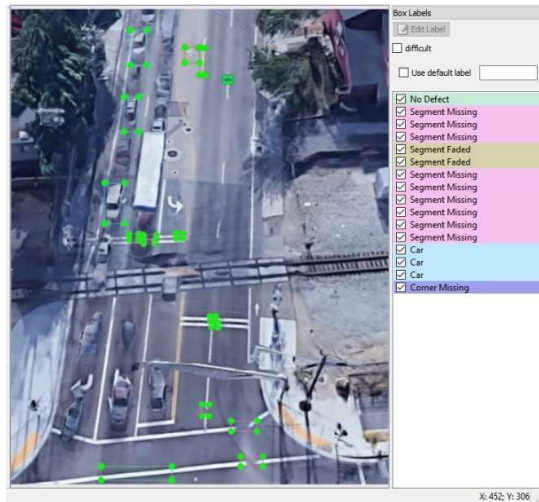 Box Labels
Edit Label
difficult
Use default label
No Defect
Segment Missing
Segment Missing
Segment Missing
Segment Faded
Segment Faded
Segment Missing
Segment Missing
Segment Missing
Segment Missing
Segment Missing
Segment Missing
Car
Car
Car
Corner Missing
X: 452; Y: 306